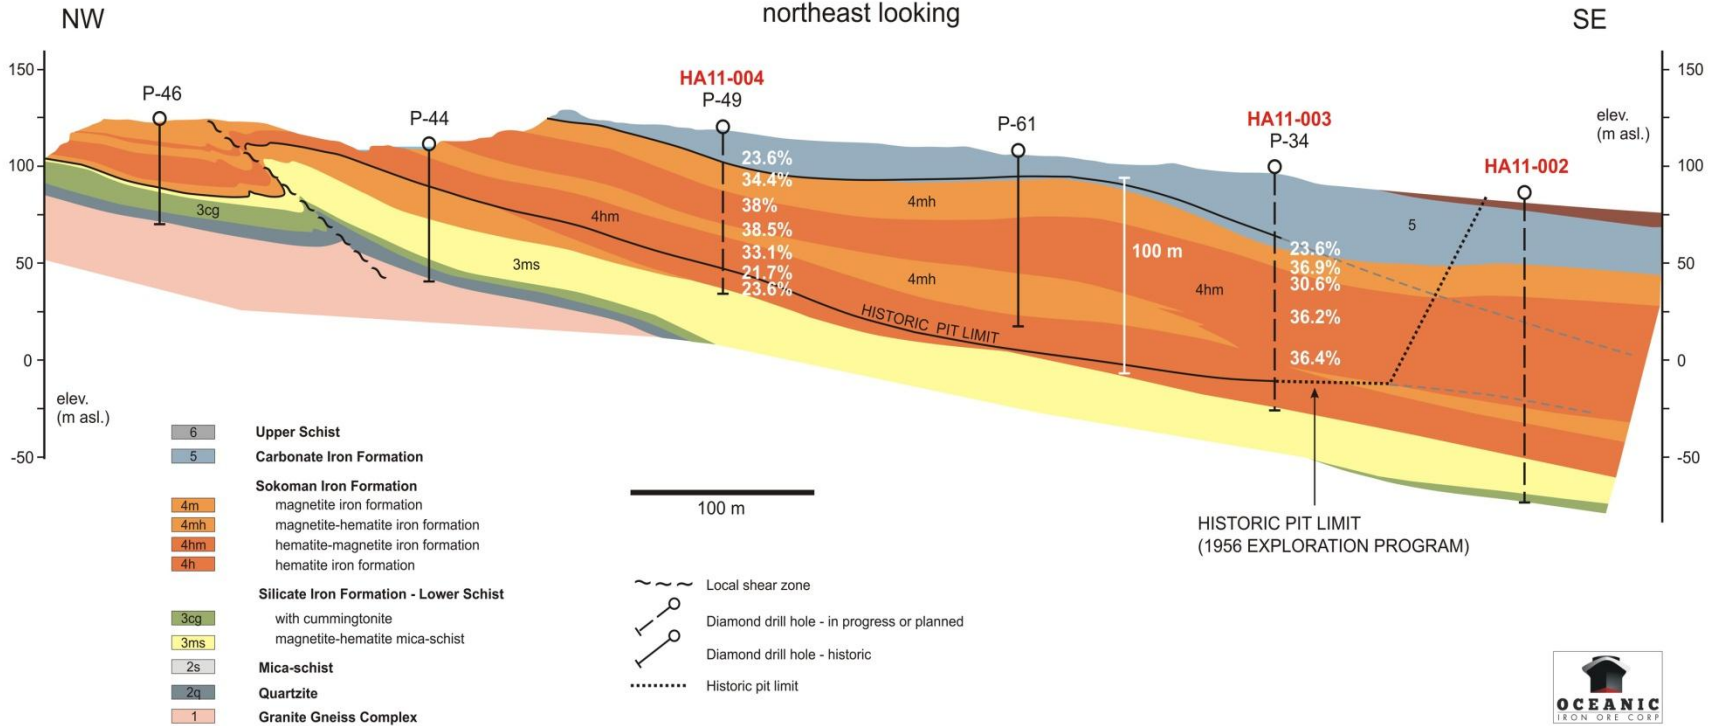 northeast looking
NW
SE
150
100
50
0
-50
elev.
(m asl.)
150
100
50
0
-50
elev.
(m asl.)
P-46
P-44
HA11-004
P-49
P-61
HA11-003
P-34
HA11-002
23.6%
34.4%
38%
38.5%
33.1%
21.7%
23.6%
23.6%
36.9%
30.6%
36.2%
36.4%
3cg
3ms
4hm
4mh
4mh
4hm
5
100 m
HISTORIC PIT LIMIT
HISTORIC PIT LIMIT
(1956 EXPLORATION PROGRAM)
100 m
6 Upper Schist
5 Carbonate Iron Formation
Sokoman Iron Formation
4m magnetite iron formation
4mh magnetite-hematite iron formation
4hm hematite-magnetite iron formation
4h hematite iron formation
Silicate Iron Formation - Lower Schist
3cg with cummingtonite
3ms magnetite-hematite mica-schist
2s Mica-schist
2q Quartzite
1 Granite Gneiss Complex
Local shear zone
Diamond drill hole - in progress or planned
Diamond drill hole - historic
Historic pit limit
OCEANIC
IRON ORE CORP